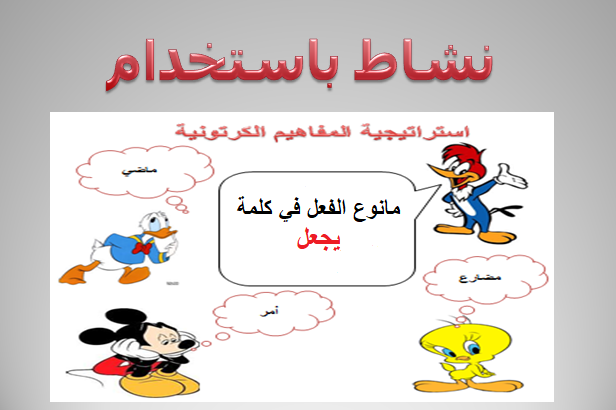 نشاط باستخدام
استراتيجية المفاهيم الكرتونية
ماضي
مانوع الفعل في كلمة
يجعل
مضارع
أمر